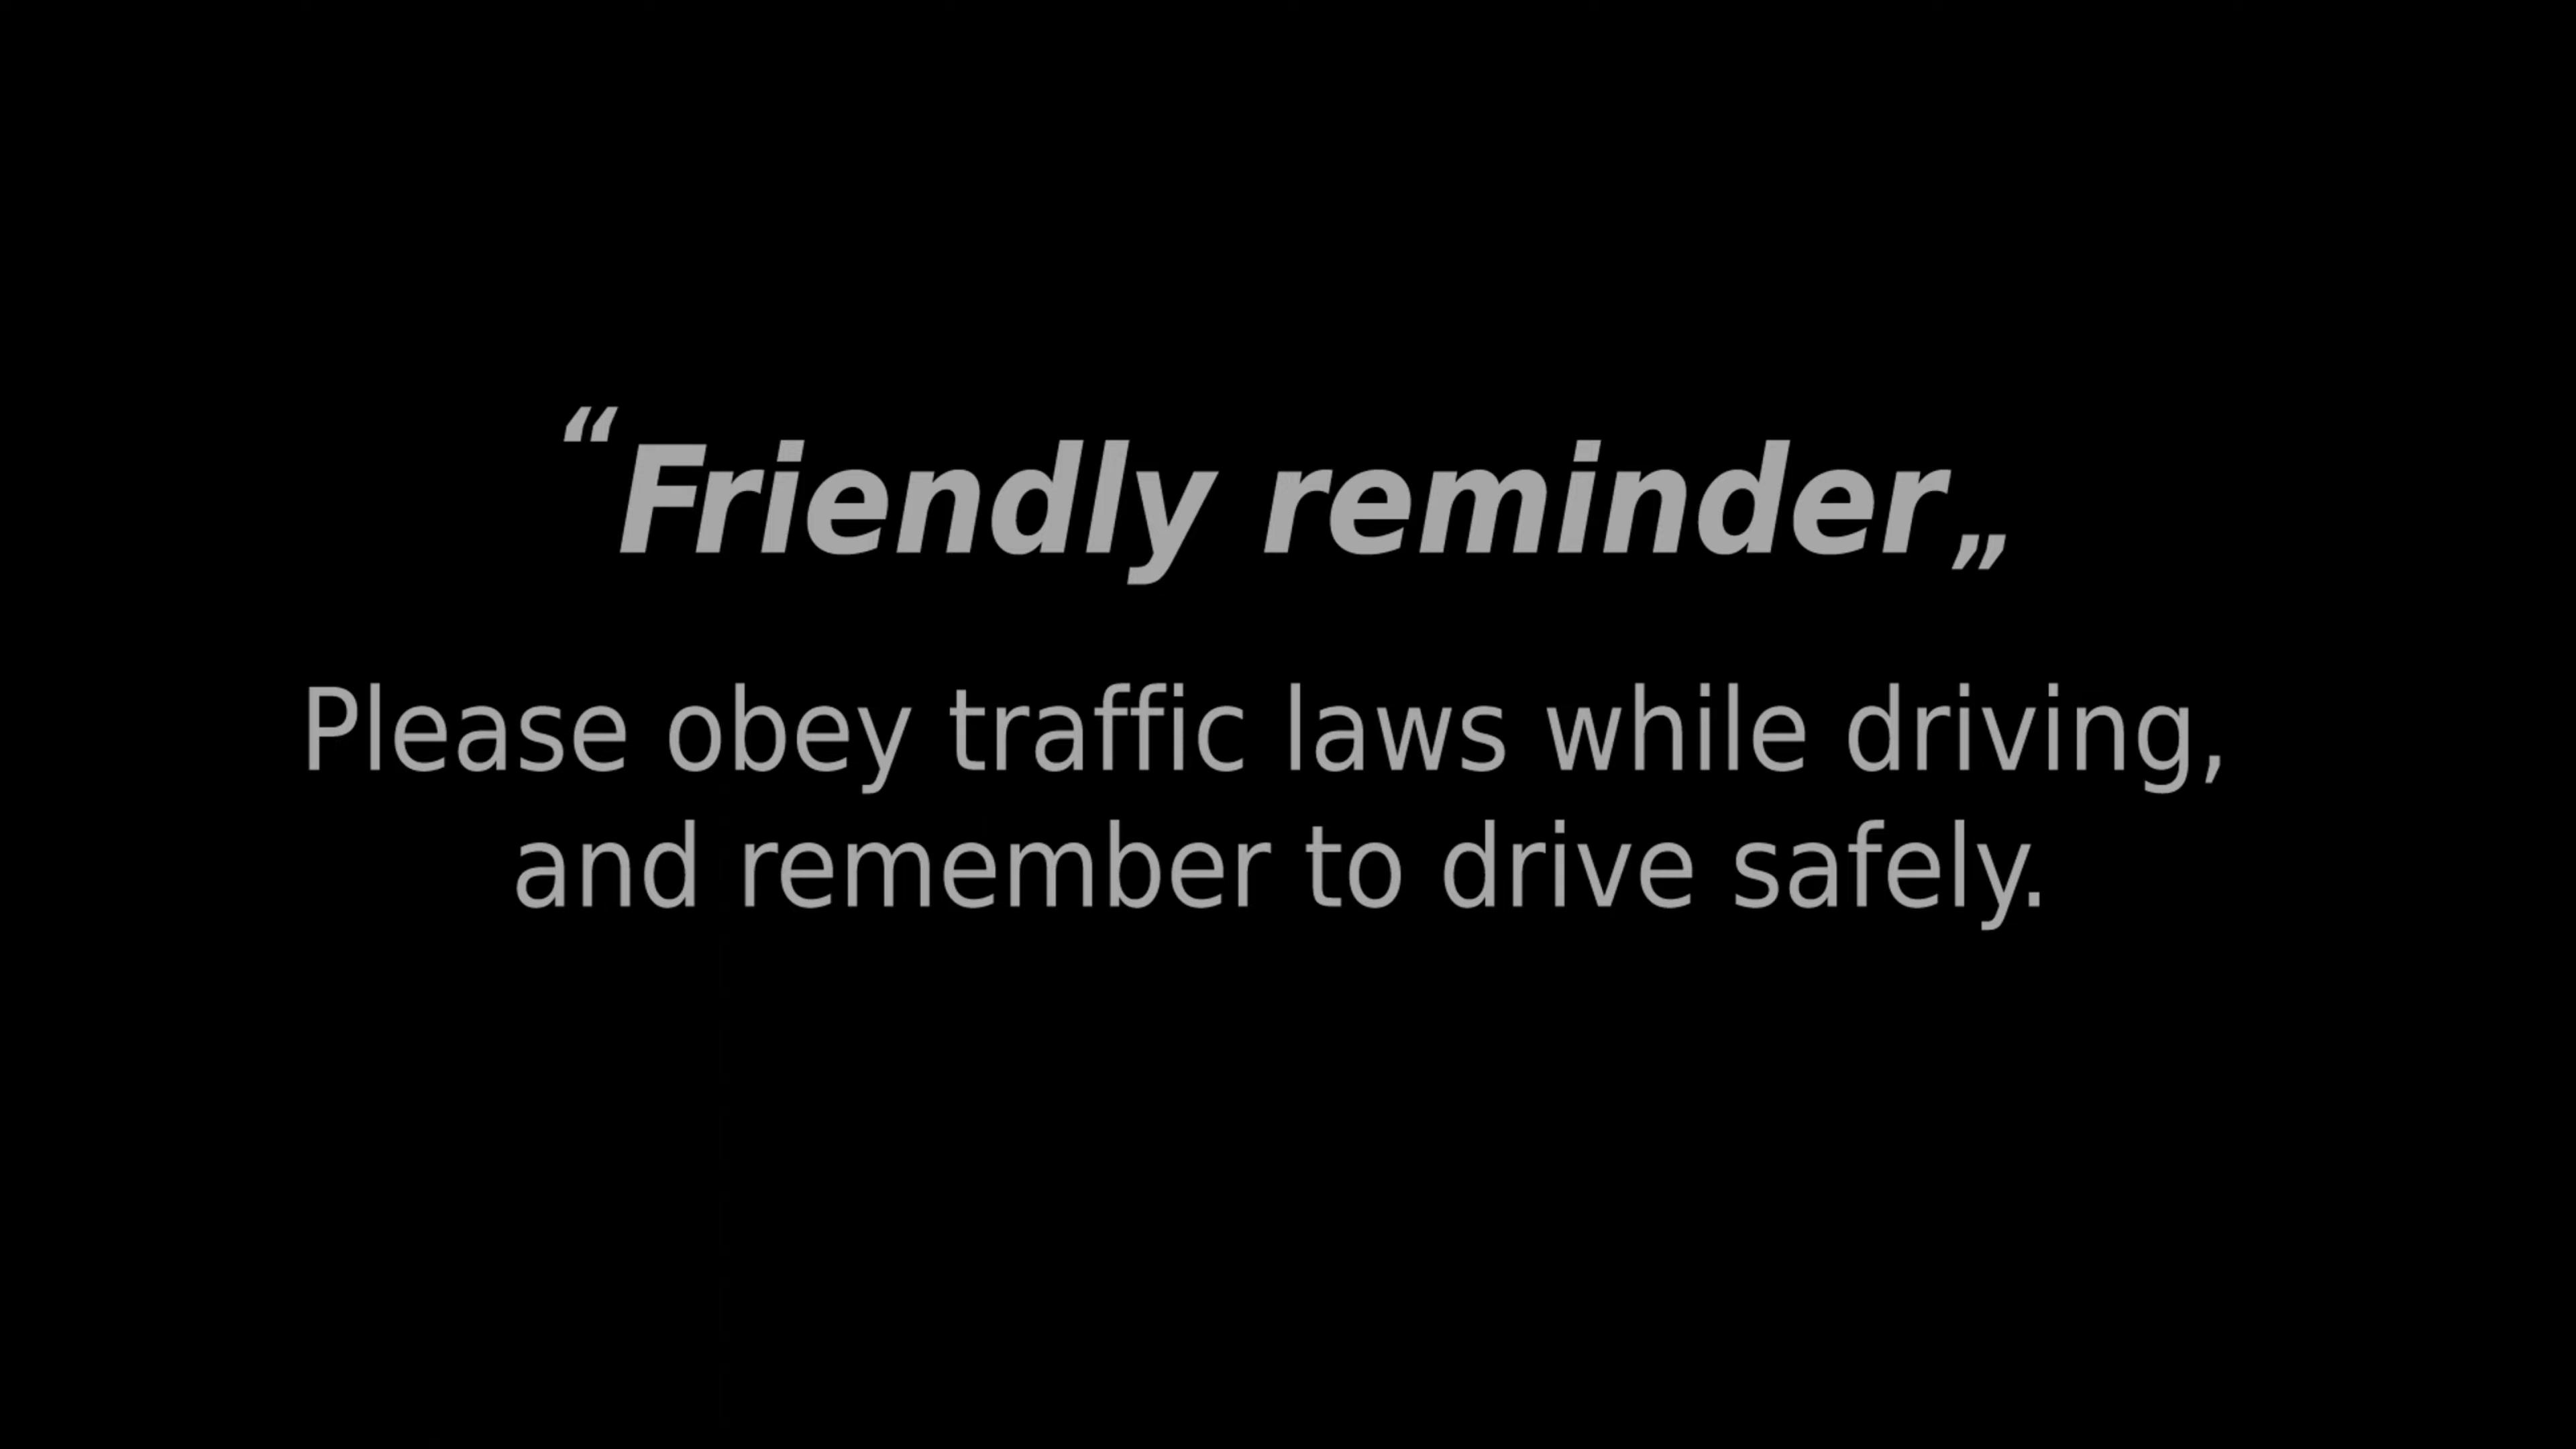 “Friendly reminder„
Please obey traffic laws while driving,
and remember to drive safely.